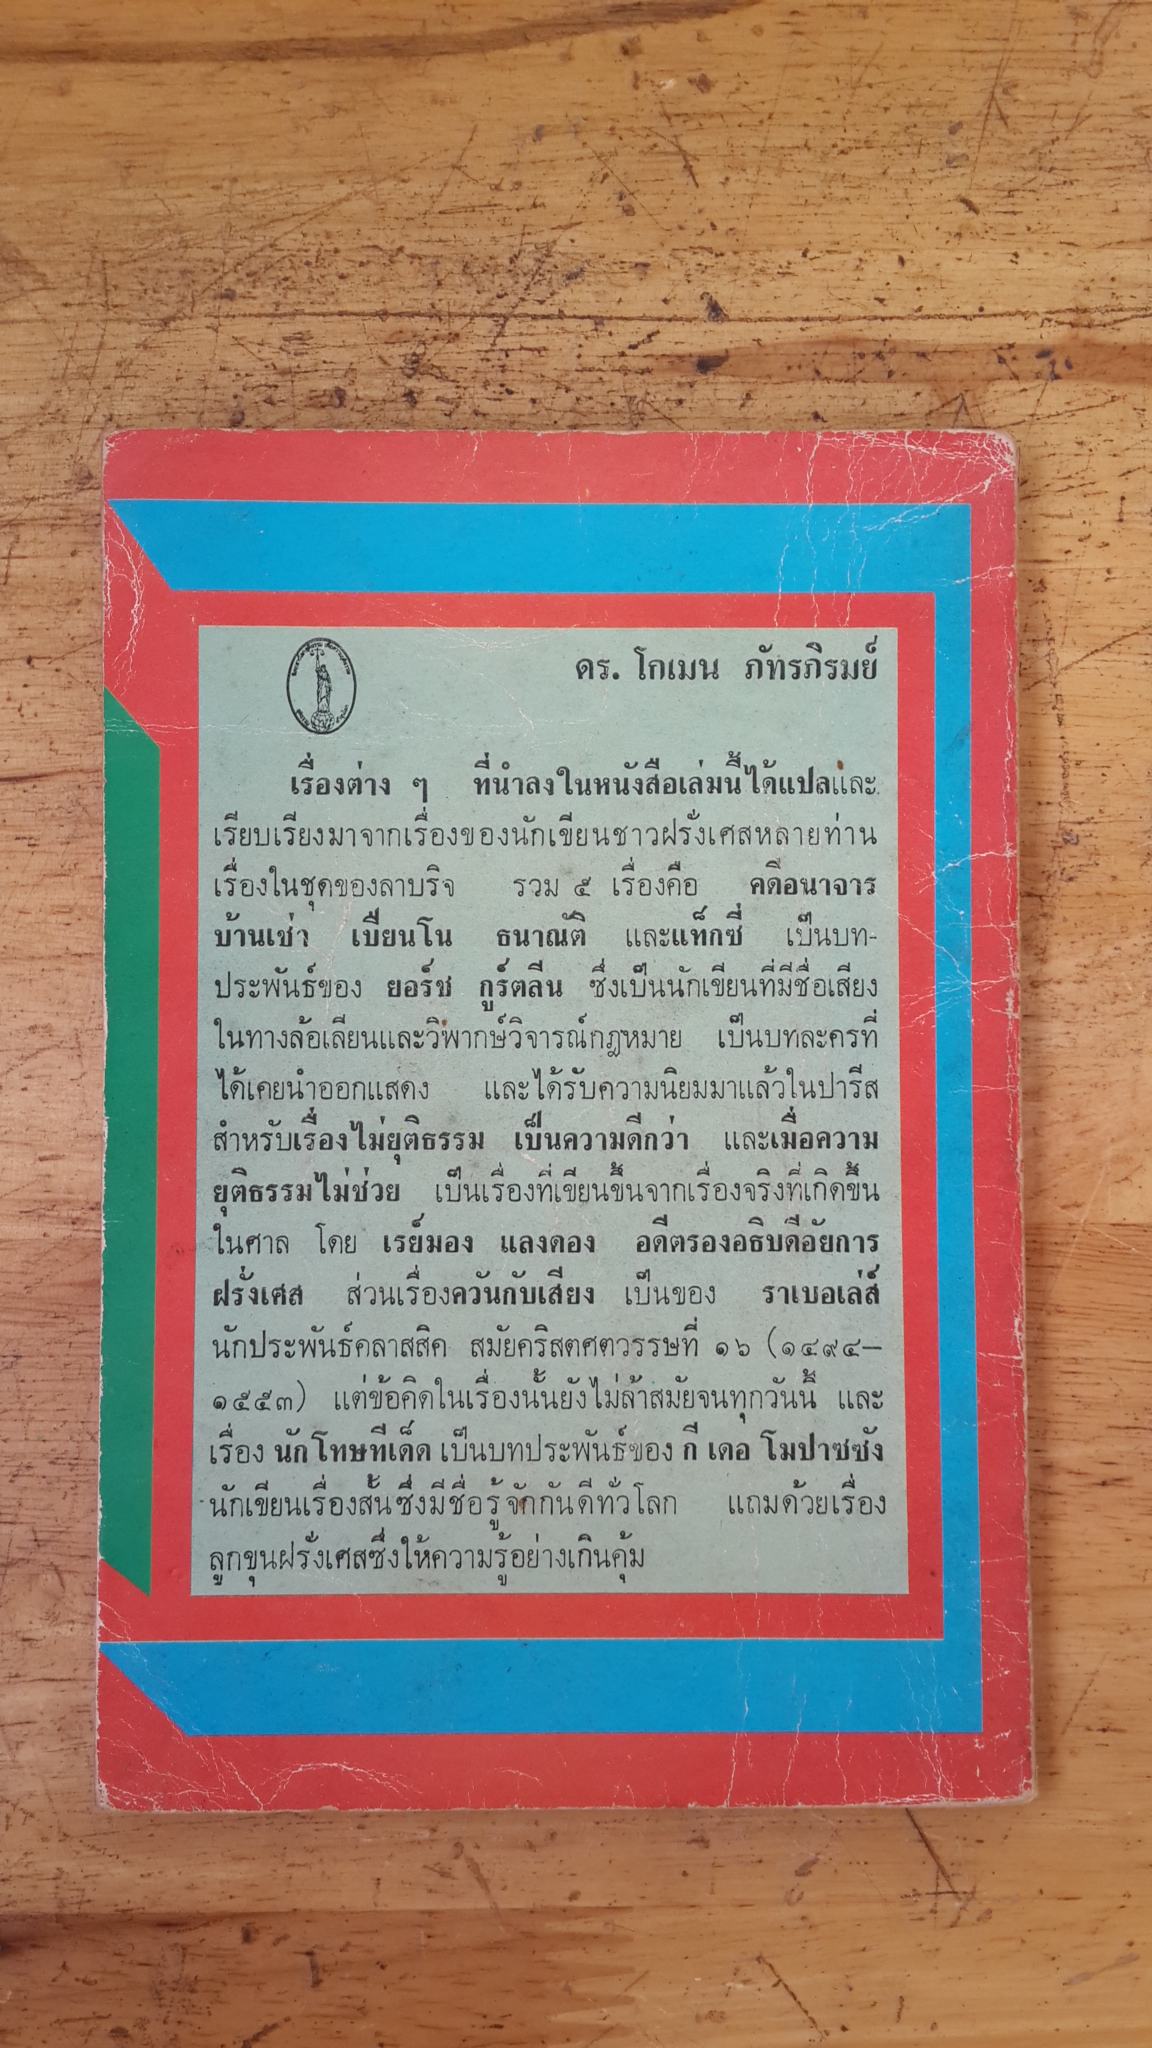 ดร. โกเมน ภัทรภิรมย์
เรื่องต่าง ๆ ที่นำลงในหนังสือเล่มนี้ได้แปลและ
เรียบเรียงมาจากเรื่องของนักเขียนชาวฝรั่งเศสหลายท่าน
เรื่องในชุดของลาบริจ รวม ๕ เรื่องคือ คดีอนาจาร
บ้านเช่า เบียนโน ธนาณัติ และแท็กซี่ เป็นบท-
ประพันธ์ของ ยอร์ช กูร์ตลีน ซึ่งเป็นนักเขียนที่มีชื่อเสียง
ในทางล้อเลียนและวิพากษ์วิจารณ์กฎหมาย เป็นบทละครที่
ได้เคยนำออกแสดง และได้รับความนิยมมาแล้วในปารีส
สำหรับเรื่องไม่ยุติธรรม เป็นความดีกว่า และเมื่อความ
ยุติธรรมไม่ช่วย เป็นเรื่องที่เขียนขึ้นจากเรื่องจริงที่เกิดขึ้น
ในศาล โดย เรย์มอง แลงดอง อดีตรองอธิบดีอัยการ
ฝรั่งเศส ส่วนเรื่องควันกับเสียง เป็นของ ราเบอเล่ส์
นักประพันธ์คลาสสิค สมัยคริสตศตวรรษที่ ๑๖ (๑๔๙๔–
๑๕๕๓) แต่ข้อคิดในเรื่องนั้นยังไม่ล้าสมัยจนทุกวันนี้ และ
เรื่อง นักโทษทีเด็ด เป็นบทประพันธ์ของ กี เดอ โมปาซซัง
นักเขียนเรื่องสั้นซึ่งมีชื่อรู้จักกันดีทั่วโลก แถมด้วยเรื่อง
ลูกขุนฝรั่งเศสซึ่งให้ความรู้อย่างเกินคุ้ม